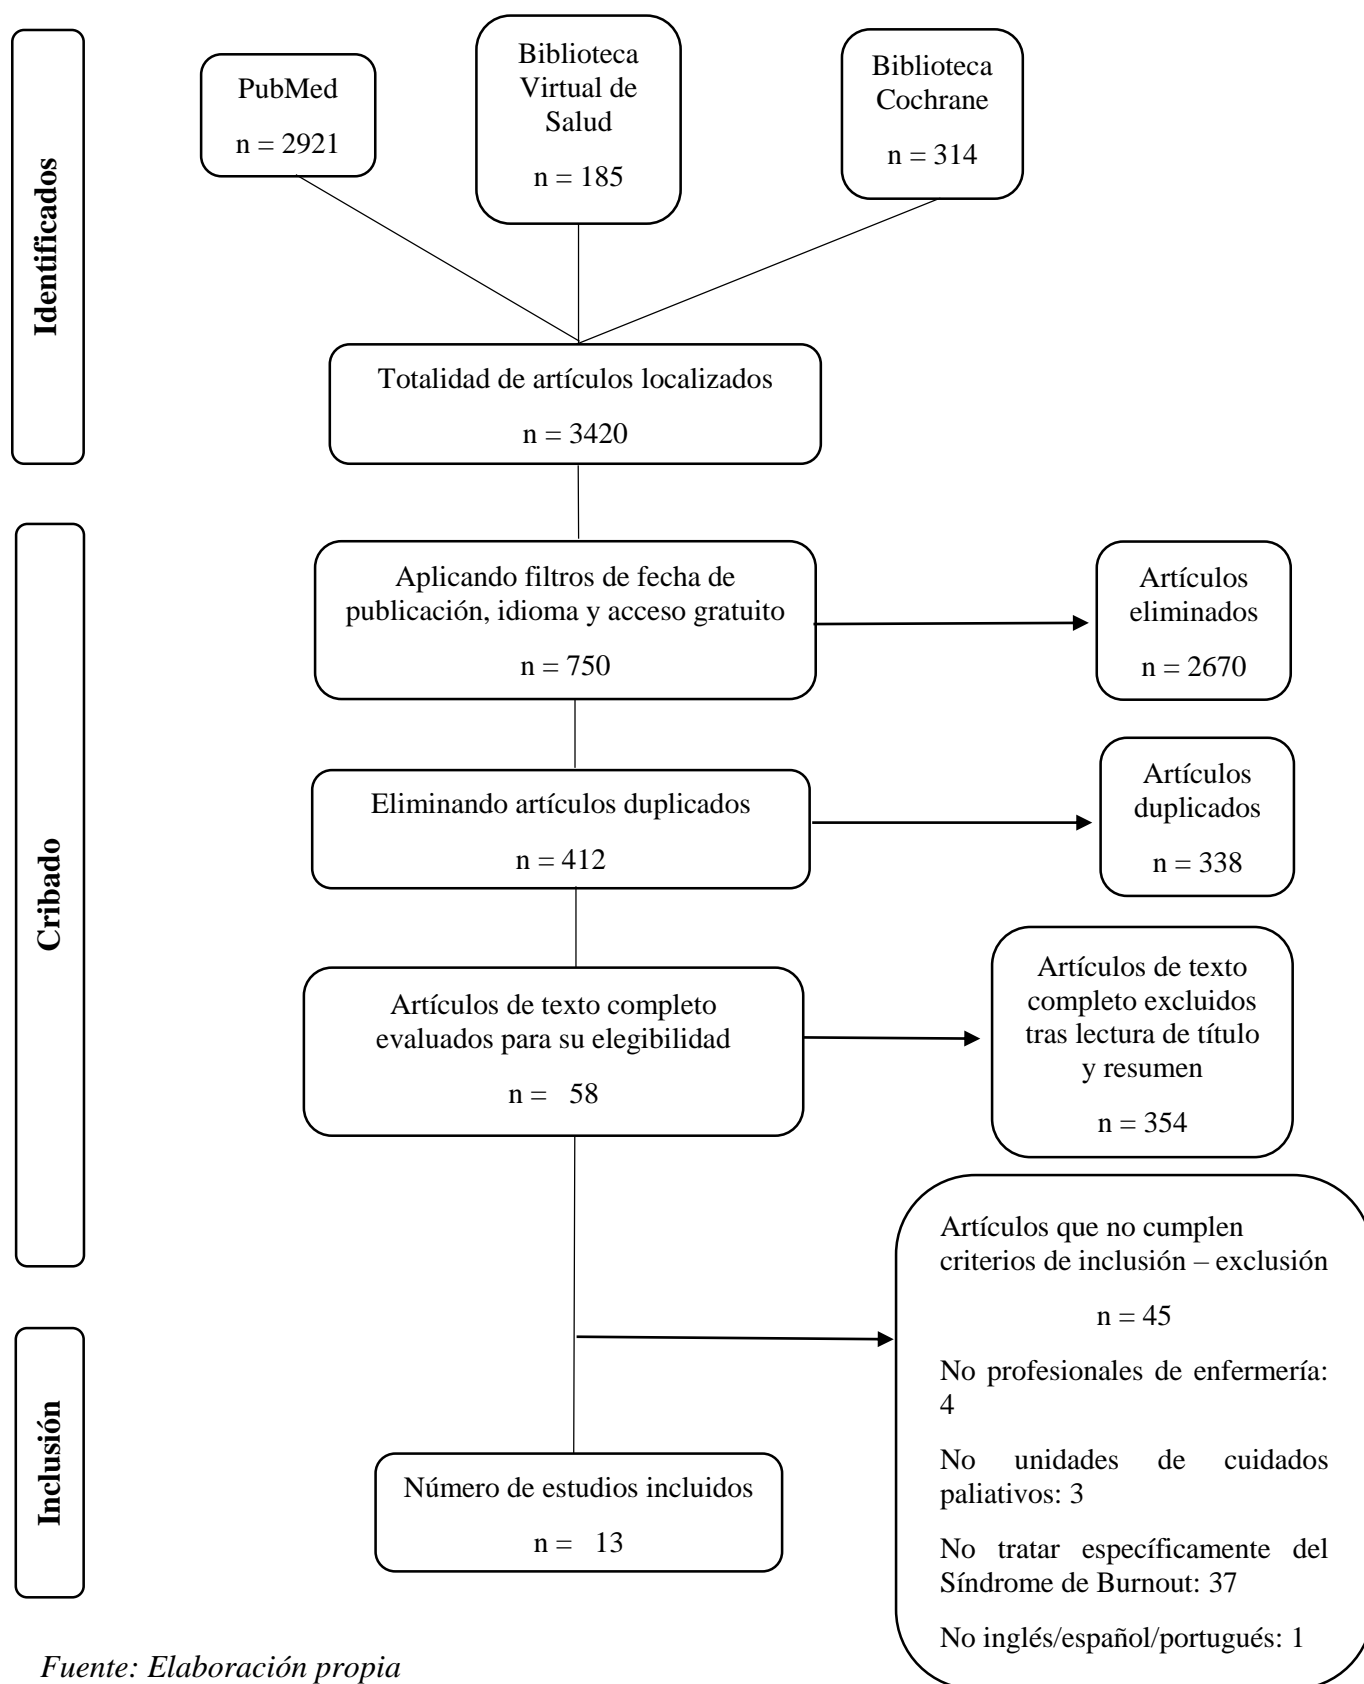 Identificados
PubMed
n = 2921
Biblioteca
Virtual de
Salud
n = 185
Biblioteca
Cochrane
n = 314
Totalidad de artículos localizados
n = 3420
Cribado
Aplicando filtros de fecha de
publicación, idioma y acceso gratuito
n = 750
Artículos
eliminados
n = 2670
Eliminando artículos duplicados
n = 412
Artículos
duplicados
n = 338
Artículos de texto completo
evaluados para su elegibilidad
n = 58
Artículos de texto
completo excluidos
tras lectura de título
y resumen
n = 354
Artículos que no cumplen
criterios de inclusión – exclusión
n = 45
No profesionales de enfermería:
4
No unidades de cuidados
paliativos: 3
No tratar específicamente del
Síndrome de Burnout: 37
No inglés/español/portugués: 1
Inclusión
Número de estudios incluidos
n = 13
Fuente: Elaboración propia